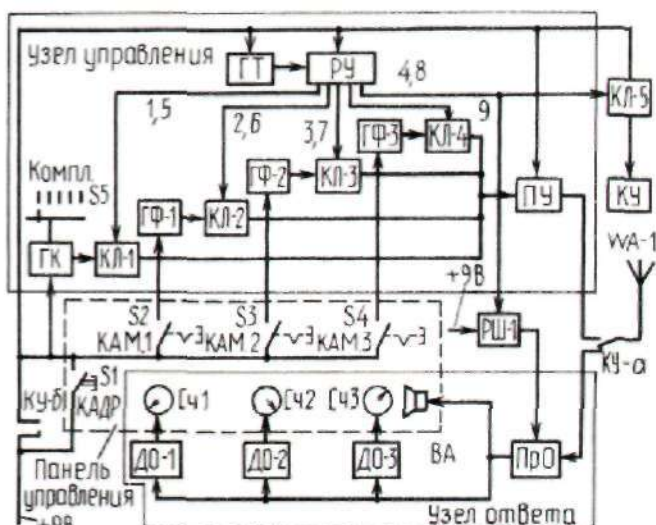 Узел управления
ГТ
РУ
4,8
КЛ-5
1,5
2,6
3,7
9
ГФ-3
КЛ-4
Компл.
S5
ГФ-2
КЛ-3
ПУ
КУ
ГФ-1
КЛ-2
WA-1
ГК
КЛ-1
+9В
S2
S3
S4
КАМ.1
КАМ.2
КАМ.3
РШ-1
КУ-а
S1
КУ-б
КАДР
Сч1
Сч2
Сч3
Панель
управления
ДО-1
ДО-2
ДО-3
ВА
ПрО
+9В
Узел ответа